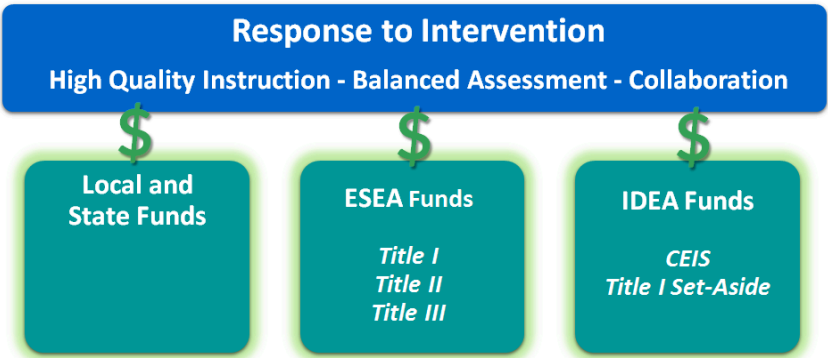 Response to Intervention
High Quality Instruction - Balanced Assessment - Collaboration
$
$
$
Local and
State Funds
ESEA Funds
Title I
Title II
Title III
IDEA Funds
CEIS
Title I Set-Aside